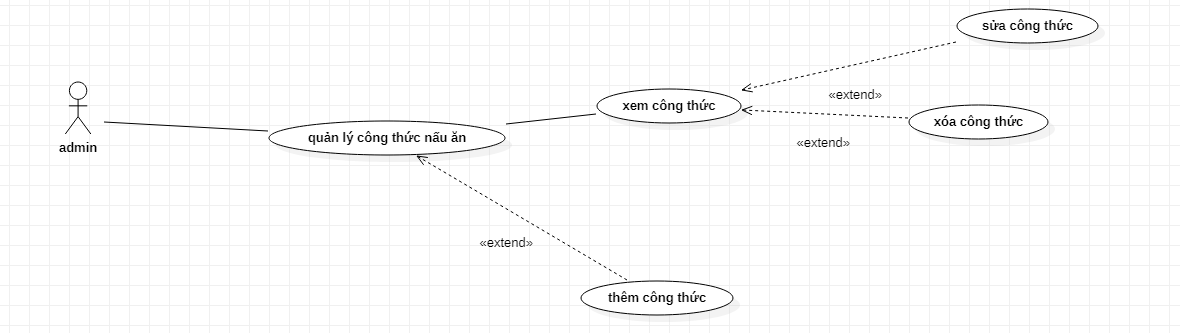 sửa công thức
«extend»
xem công thức
xóa công thức
«extend»
admin
quản lý công thức nấu ăn
«extend»
thêm công thức